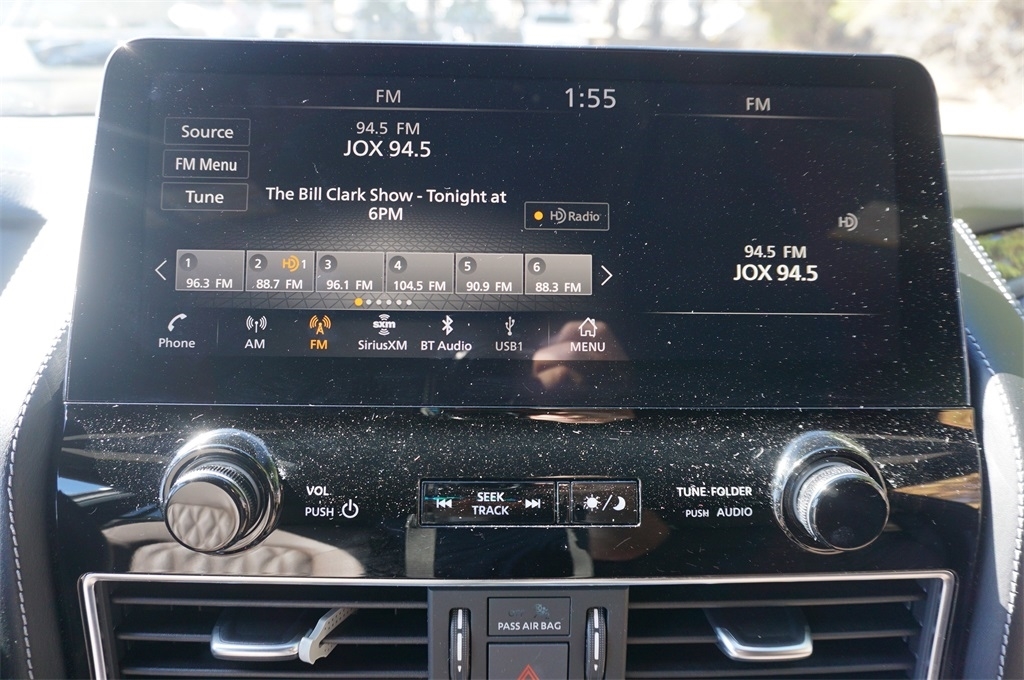 FM
1:55
FM
Source
94.5 FM
JOX 94.5
FM Menu
Tune
The Bill Clark Show - Tonight at
6PM
HD Radio
HD
94.5 FM
JOX 94.5
1
2 HD 1
3
4
5
6
96.3 FM
88.7 FM
96.1 FM
104.5 FM
90.9 FM
88.3 FM
Phone
AM
FM
sxm
SiriusXM
BT Audio
USB1
MENU
VOL
PUSH
SEEK
TRACK
TUNE·FOLDER
PUSH AUDIO
PASS AIR BAG